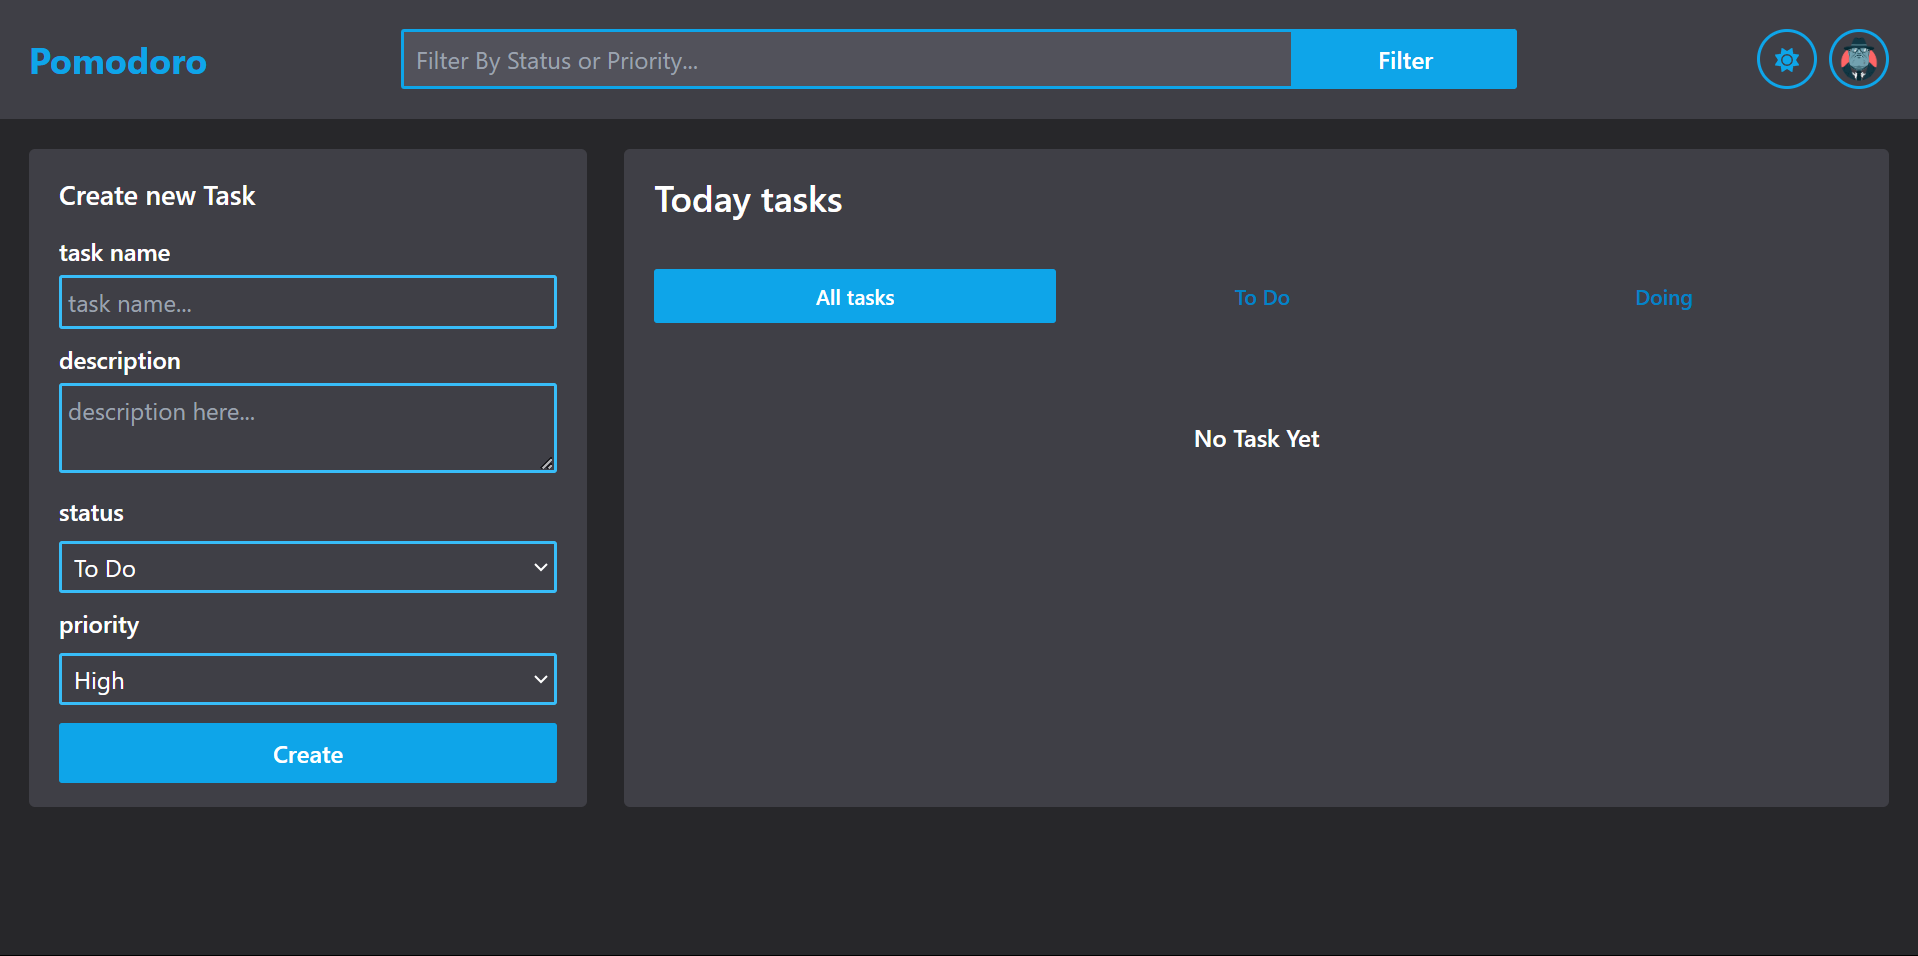 Pomodoro
Filter By Status or Priority...
Filter
Create new Task
task name
task name...
description
description here...
status
To Do
priority
High
Create
Today tasks
All tasks
To Do
Doing
No Task Yet